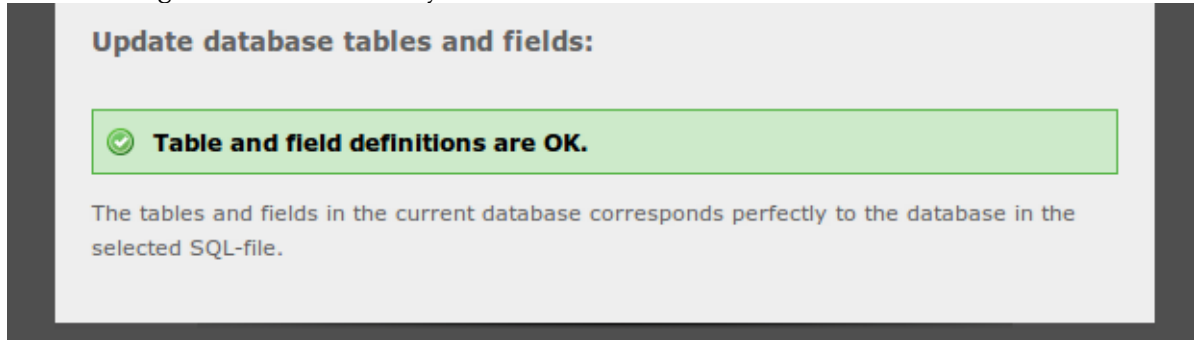 Update database tables and fields:
Table and field definitions are OK.
The tables and fields in the current database corresponds perfectly to the database in the
selected SQL-file.